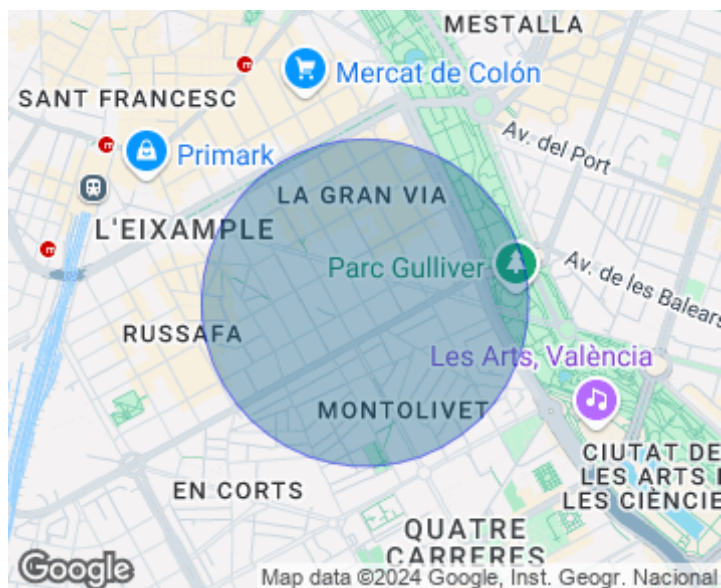 MESTALLA
Mercat de Colón
SANT FRANCESC
m
Av. del Port
m
Primark
LA GRAN VIA
L'EIXAMPLE
m
Parc Gulliver
Av. de les Balears
RUSSAFA
Les Arts, València
MONTOLIVET
CIUTAT DE
LES ARTS I
LES CIÈNCIE
EN CORTS
QUATRE
CARRERES
Google
Map data ©2024 Google, Inst. Geogr. Nacional